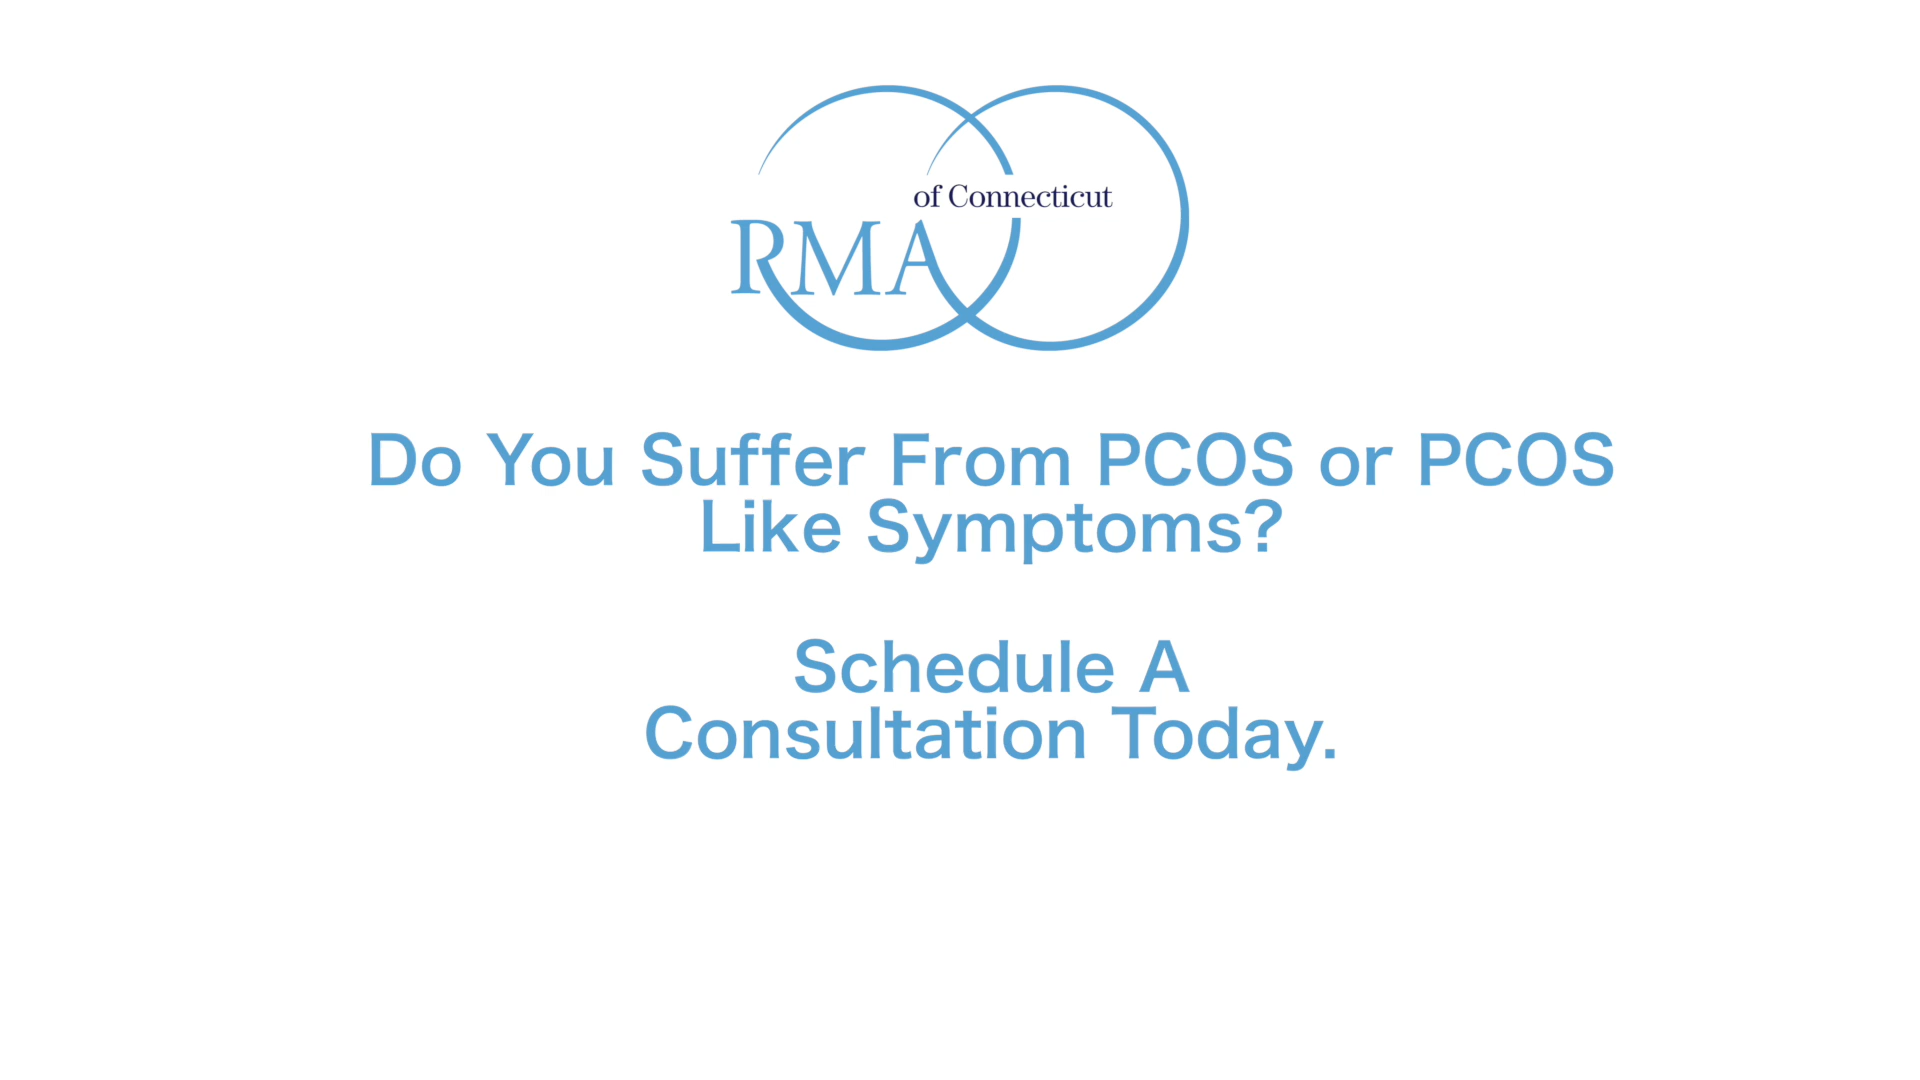 of Connecticut
RMA
Do You Suffer From PCOS or PCOS
Like Symptoms?
Schedule A
Consultation Today.